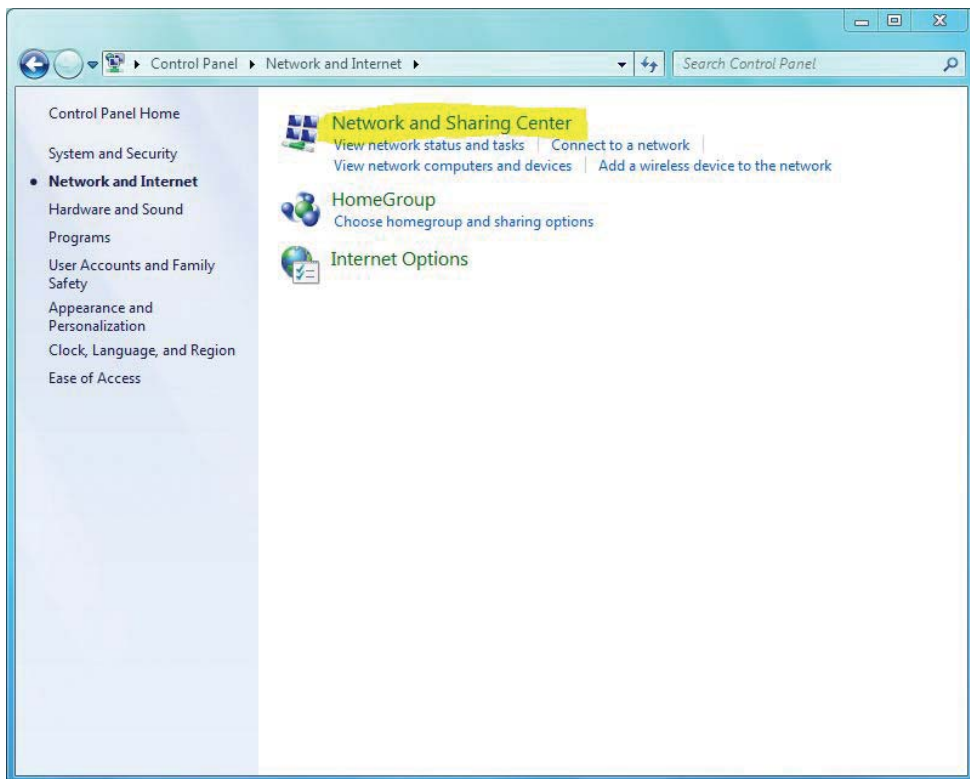 Control Panel Network and Internet Search Control Panel
Control Panel Home
System and Security
Network and Internet
Hardware and Sound
Programs
User Accounts and Family
Safety
Appearance and
Personalization
Clock, Language, and Region
Ease of Access
Network and Sharing Center
View network status and tasks Connect to a network
View network computers and devices Add a wireless device to the network
HomeGroup
Choose homegroup and sharing options
Internet Options